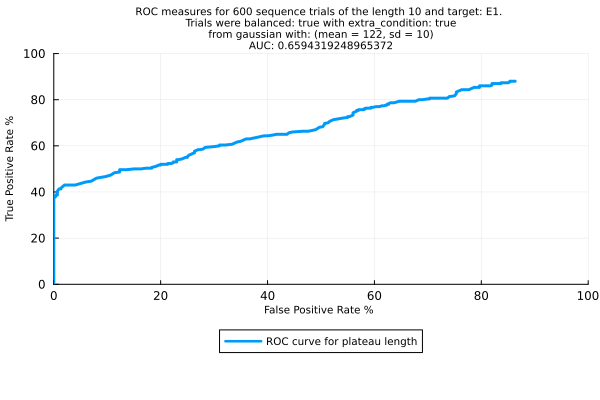 ROC measures for 600 sequence trials of the length 10 and target: E1.
Trials were balanced: true with extra_condition: true
from gaussian with: (mean = 122, sd = 10)
AUC: 0.6594319248965372
100
80
60
40
20
0
True Positive Rate %
0 20 40 60 80 100
False Positive Rate %
ROC curve for plateau length